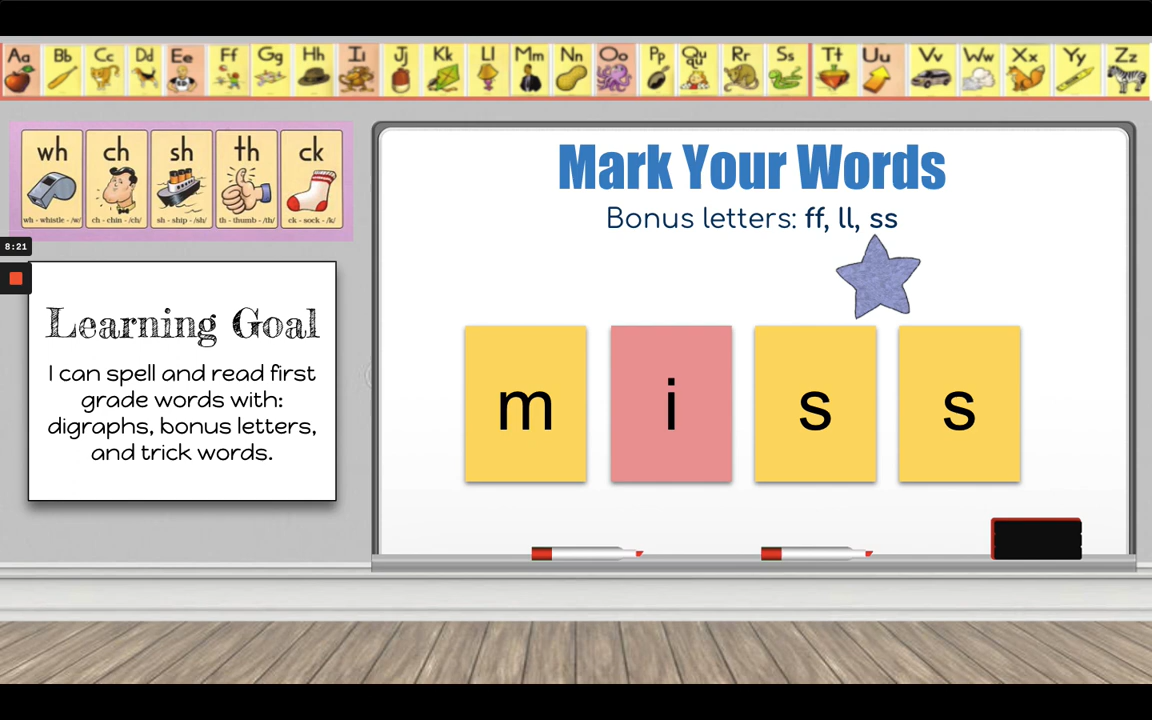 Aa Bb Cc Dd Ee Ff Gg Hh Ii Jj Kk Ll Mm Nn Oo Pp Qu qu Rr Ss Tt Uu Vv Ww Xx Yy Zz
wh ch sh th ck
wh - whistle - /w/ ch - chin - /ch/ sh - ship - /sh/ th - thumb - /th/ ck - sock - /k/
8:21
Learning Goal
I can spell and read first
grade words with:
digraphs, bonus letters,
and trick words.
Mark Your Words
Bonus letters: ff, ll, ss
m i s s